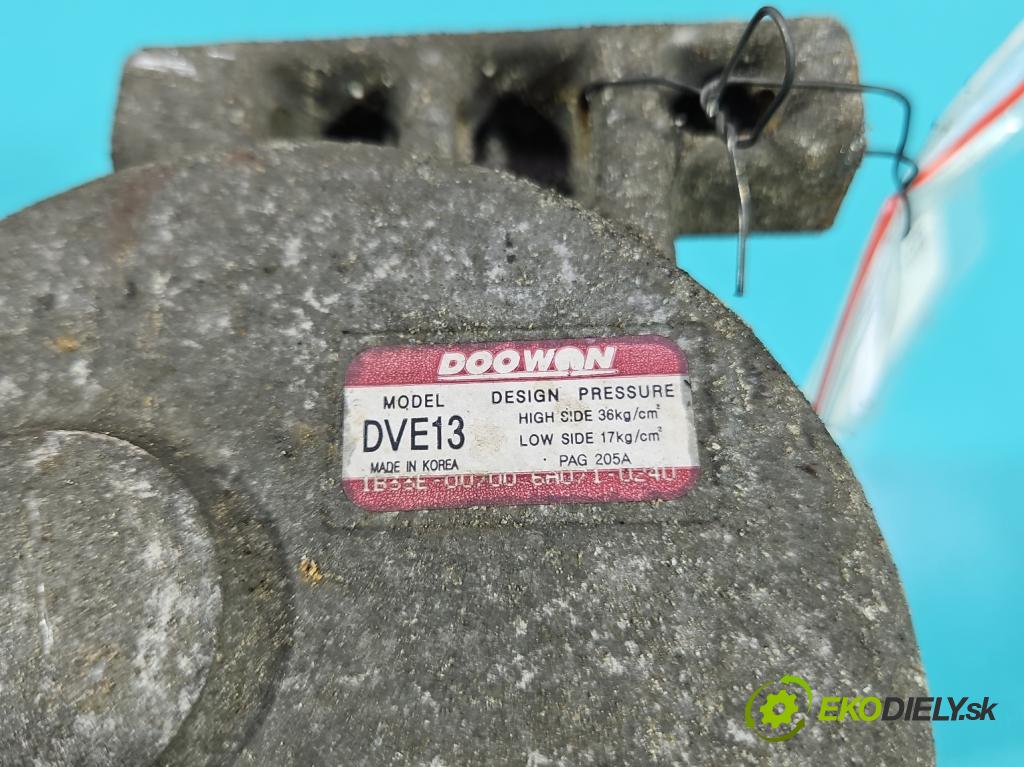 DOOWON
MODEL DESIGN PRESSURE
DVE13 HIGH SIDE 36kg/cm²
LOW SIDE 17kg/cm²
MADE IN KOREA · PAG 205A
EKODIELY.sk